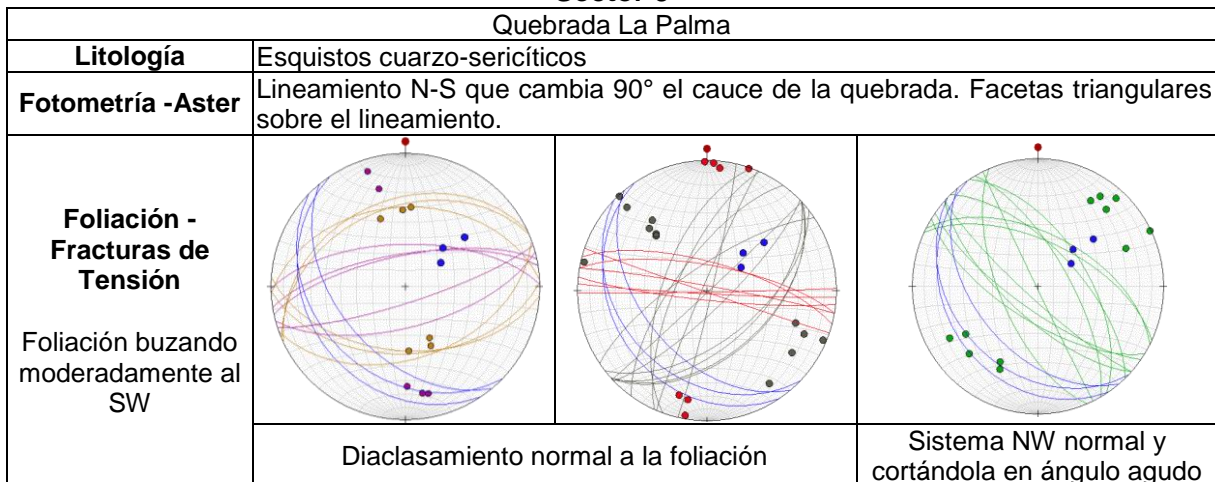 Quebrada La Palma
Litología
Esquistos cuarzo-sericíticos
Fotometría -Aster
Lineamiento N-S que cambia 90° el cauce de la quebrada. Facetas triangulares
sobre el lineamiento.
Foliación -
Fracturas de
Tensión
Foliación buzando
moderadamente al
SW
Diaclasamiento normal a la foliación
Sistema NW normal y
cortándola en ángulo agudo